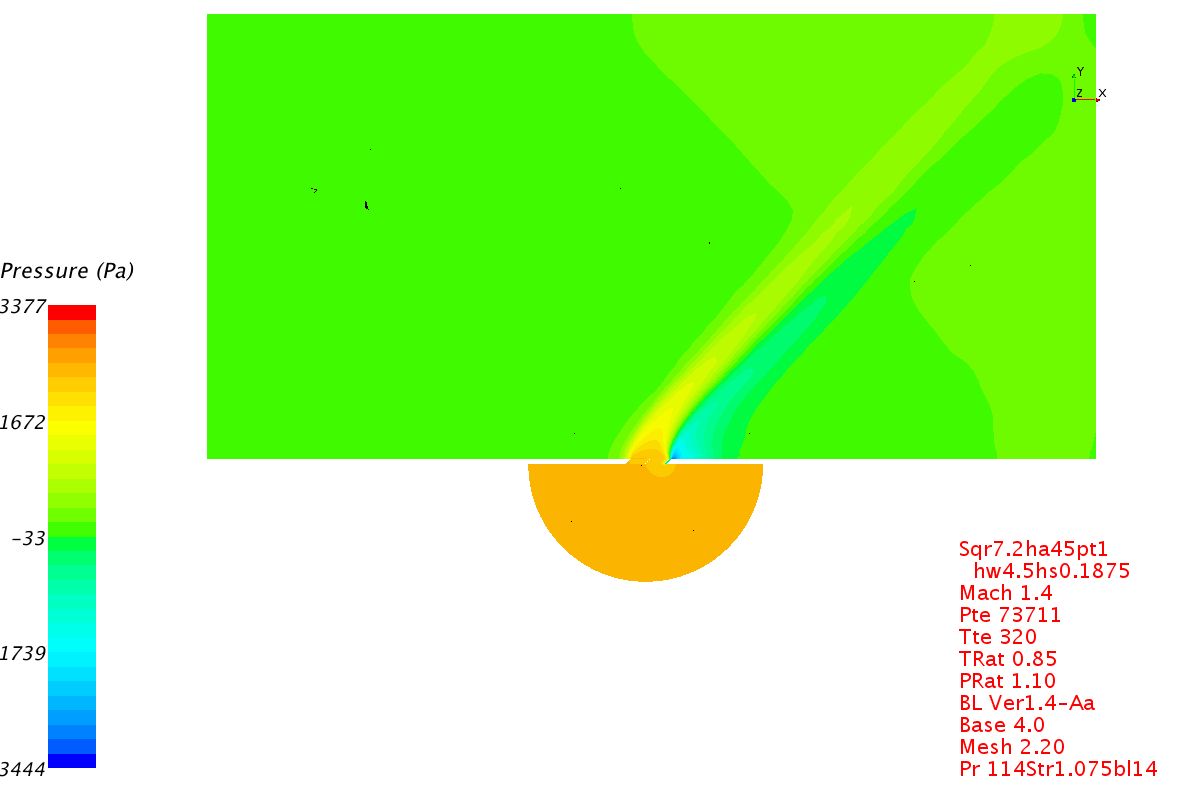 Y
Z X
Pressure (Pa)
3377
1672
-33
1739
3444
Sqr7.2ha45pt1
hw4.5hs0.1875
Mach 1.4
Pte 73711
Tte 320
TRat 0.85
PRat 1.10
BL Ver1.4-Aa
Base 4.0
Mesh 2.20
Pr 114Str1.075bl14